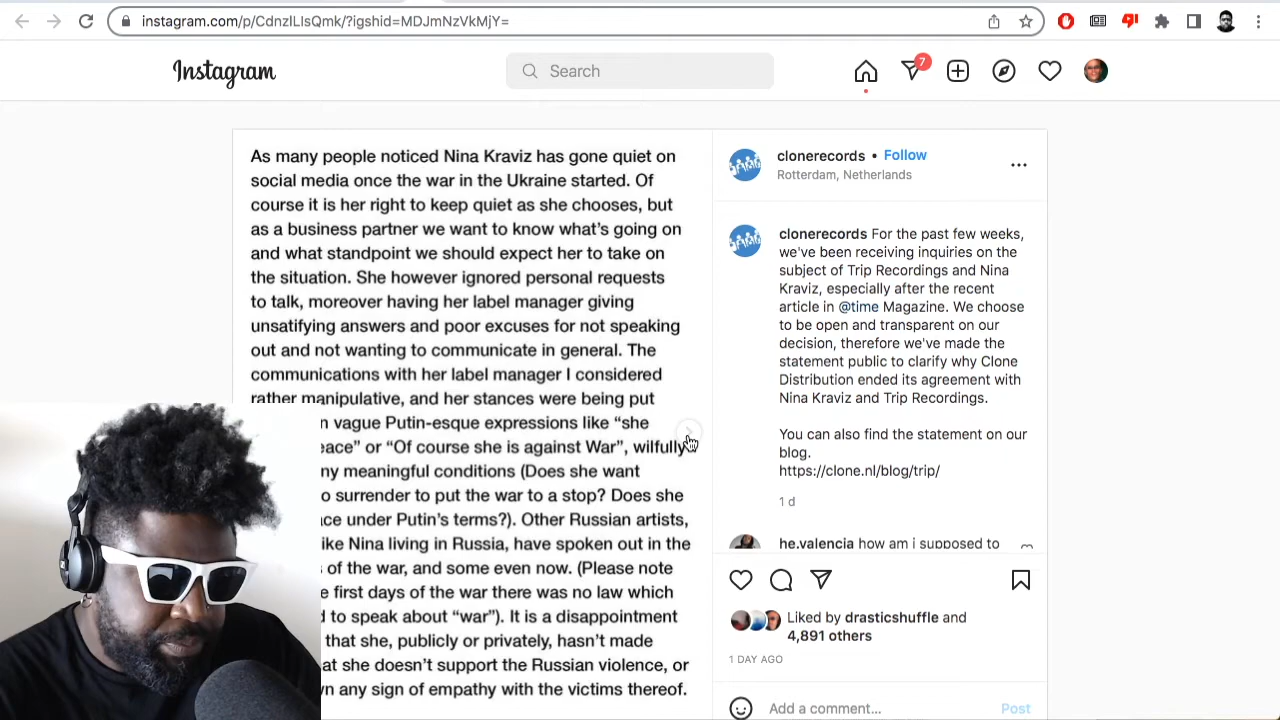 instagram.com/p/CdnzILIsQmk/?igshid=MDJmNzVkMjY=
Instagram
Search
7
As many people noticed Nina Kraviz has gone quiet on
social media once the war in the Ukraine started. Of
course it is her right to keep quiet as she chooses, but
as a business partner we want to know what's going on
and what standpoint we should expect her to take on
the situation. She however ignored personal requests
to talk, moreover having her label manager giving
unsatifying answers and poor excuses for not speaking
out and not wanting to communicate in general. The
communications with her label manager I considered
rather manipulative, and her stances were being put
vague Putin-esque expressions like “she
or “Of course she is against War”, wilfully
meaningful conditions (Does she want
surrender to put the war to a stop? Does she
under Putin's terms?). Other Russian artists,
Nina living in Russia, have spoken out in the
of the war, and some even now. (Please note
first days of the war there was no law which
to speak about “war”). It is a disappointment
that she, publicly or privately, hasn't made
she doesn't support the Russian violence, or
any sign of empathy with the victims thereof.
clonerecords • Follow
Rotterdam, Netherlands
clonerecords For the past few weeks,
we've been receiving inquiries on the
subject of Trip Recordings and Nina
Kraviz, especially after the recent
article in @time Magazine. We choose
to be open and transparent on our
decision, therefore we've made the
statement public to clarify why Clone
Distribution ended its agreement with
Nina Kraviz and Trip Recordings.
You can also find the statement on our
blog.
https://clone.nl/blog/trip/
1 d
he.valencia how am i supposed to
Liked by drasticshuffle and
4,891 others
1 DAY AGO
Add a comment...
Post